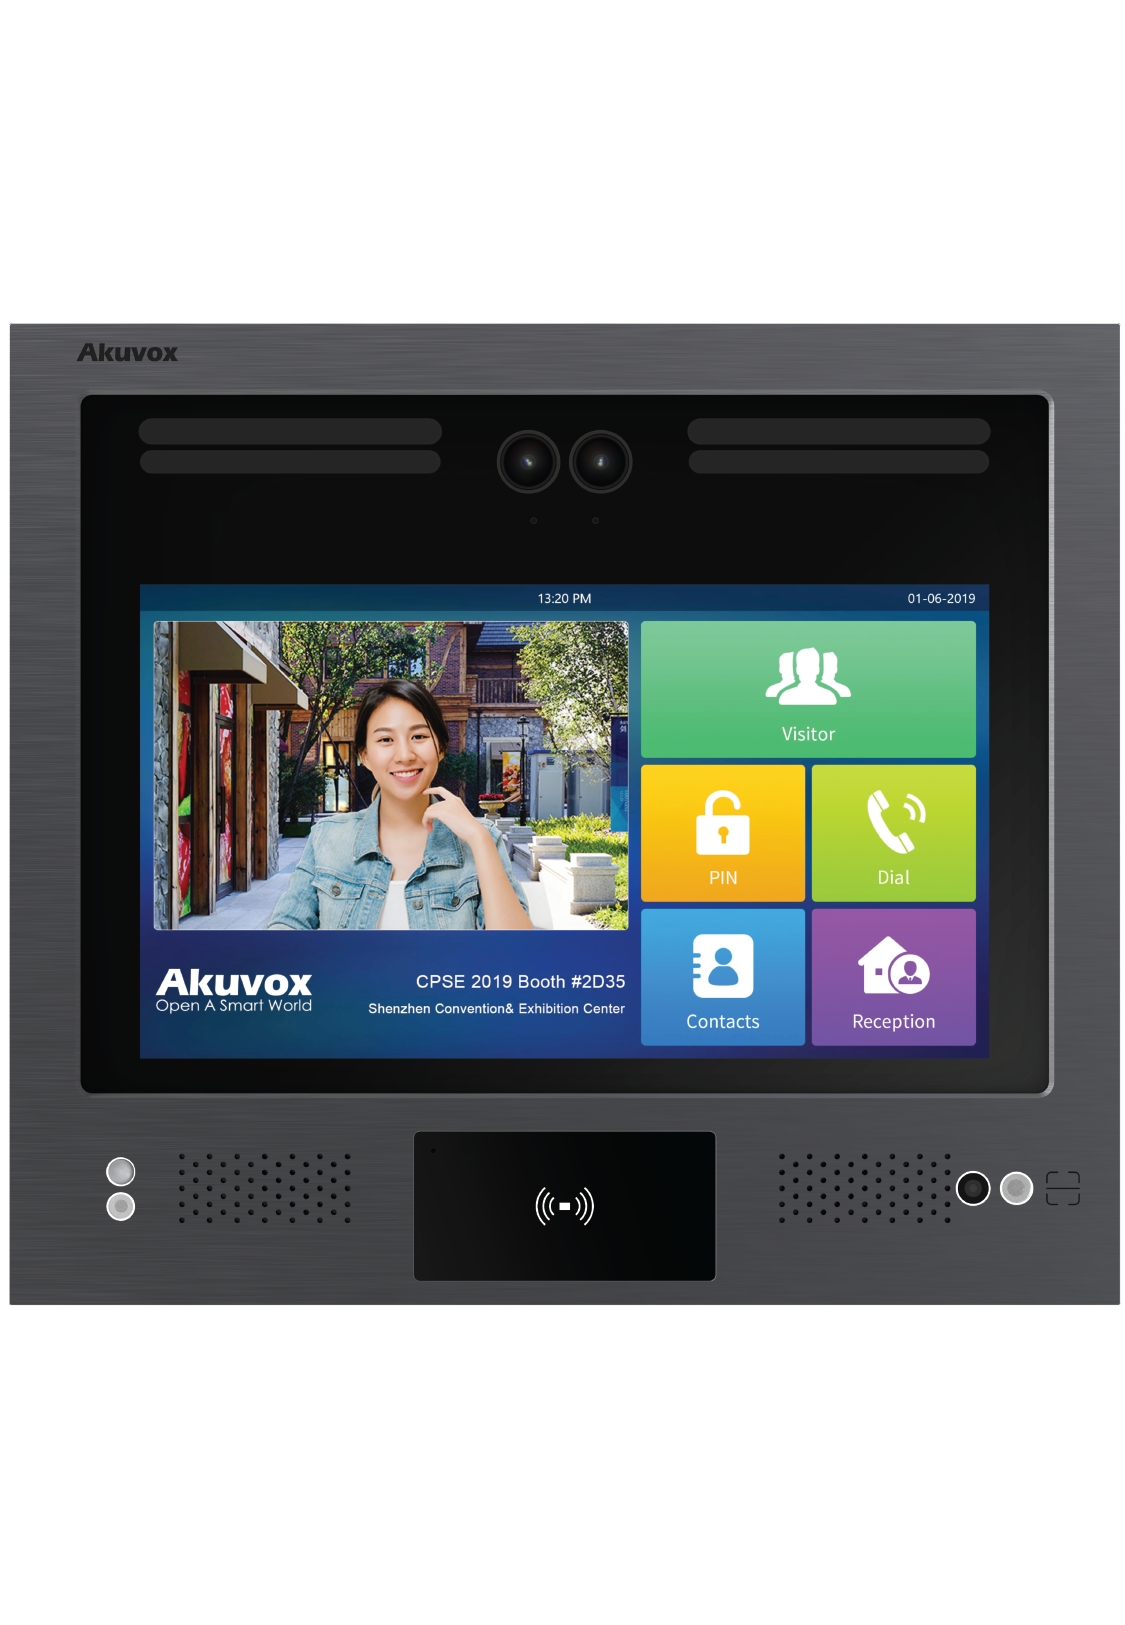 Akuvox
13:20 PM
01-06-2019
Visitor
PIN
Dial
Akuvox
Open A Smart World
CPSE 2019 Booth #2D35
Shenzhen Convention& Exhibition Center
Contacts
Reception